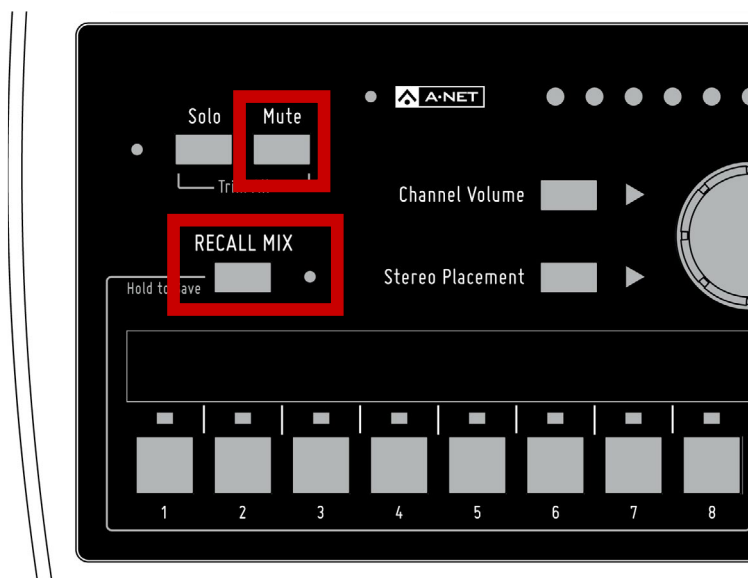 A·NET
Solo Mute
Channel Volume
RECALL MIX
Stereo Placement
Hold to
1 2 3 4 5 6 7 8